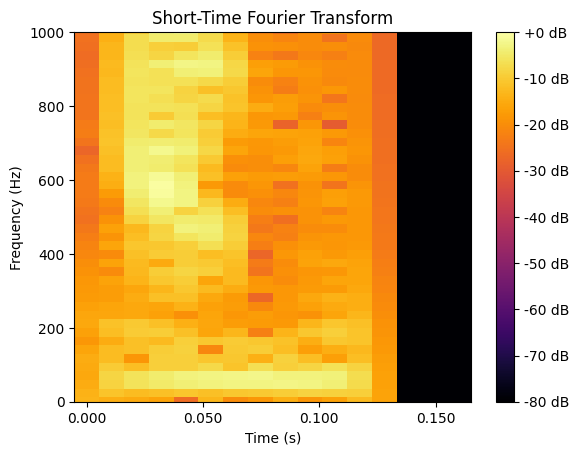 Short-Time Fourier Transform
1000
800
600
400
200
0
Frequency (Hz)
0.000
0.050
0.100
0.150
Time (s)
+0 dB
-10 dB
-20 dB
-30 dB
-40 dB
-50 dB
-60 dB
-70 dB
-80 dB